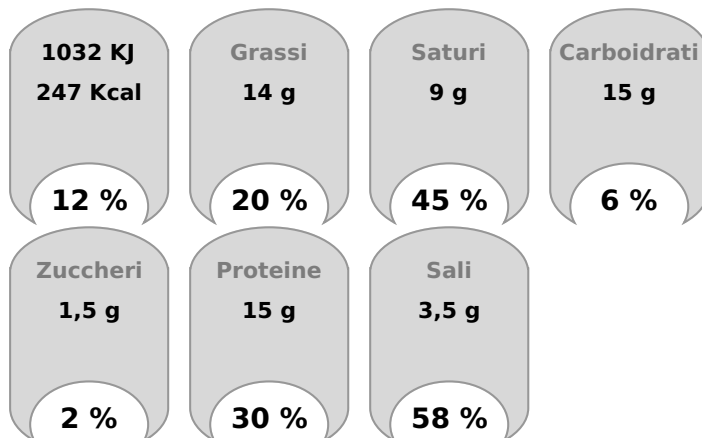 1032 KJ
247 Kcal
12 %
Grassi
14 g
20 %
Saturi
9 g
45 %
Carboidrati
15 g
6 %
Zuccheri
1,5 g
2 %
Proteine
15 g
30 %
Sali
3,5 g
58 %